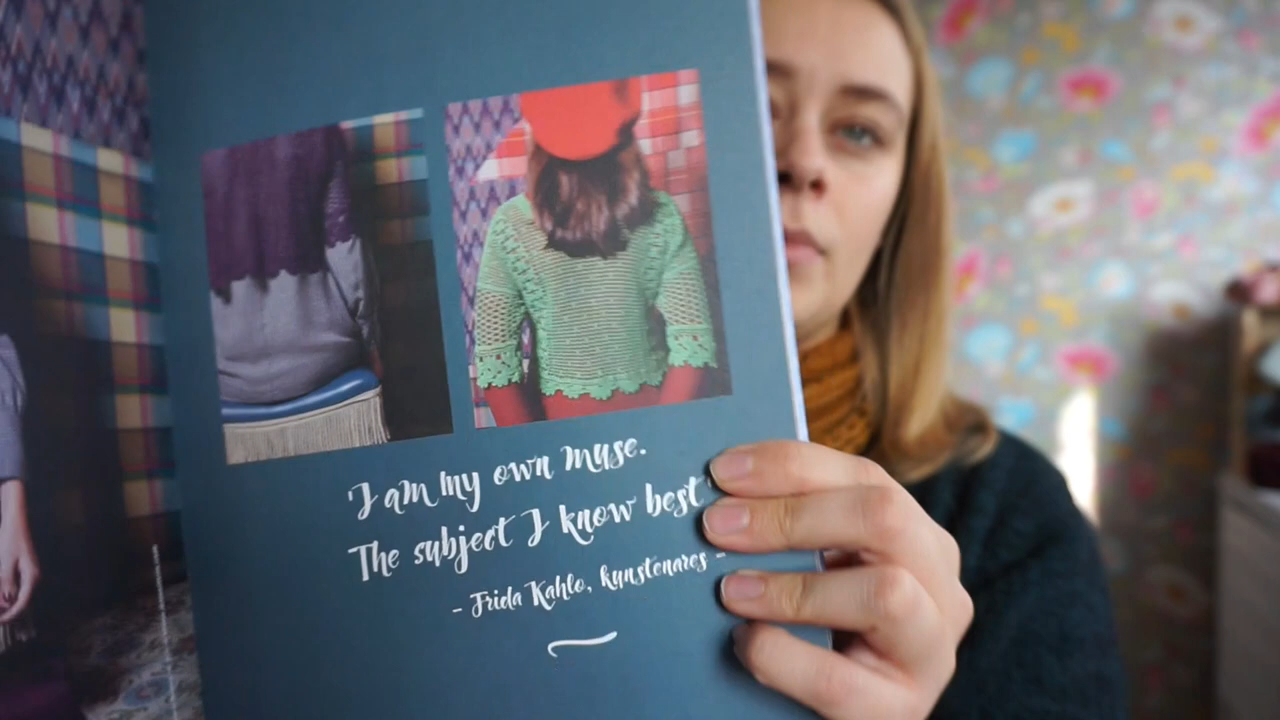 'I am my own muse.
The subject I know best'
- Frida Kahlo, kunstenares -